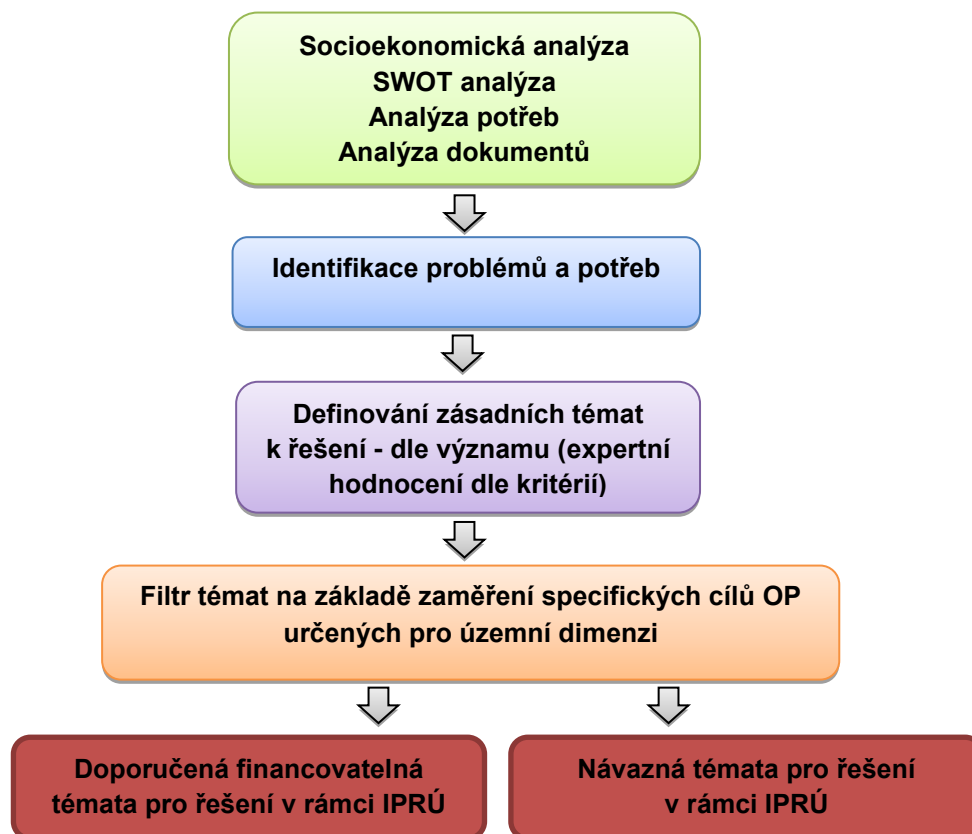 Socioekonomická analýza
SWOT analýza
Analýza potřeb
Analýza dokumentů
Identifikace problémů a potřeb
Definování zásadních témat
k řešení - dle významu (expertní
hodnocení dle kritérií)
Filtr témat na základě zaměření specifických cílů OP
určených pro územní dimenzi
Doporučená financovatelná
témata pro řešení v rámci IPRÚ
Návazná témata pro řešení
v rámci IPRÚ